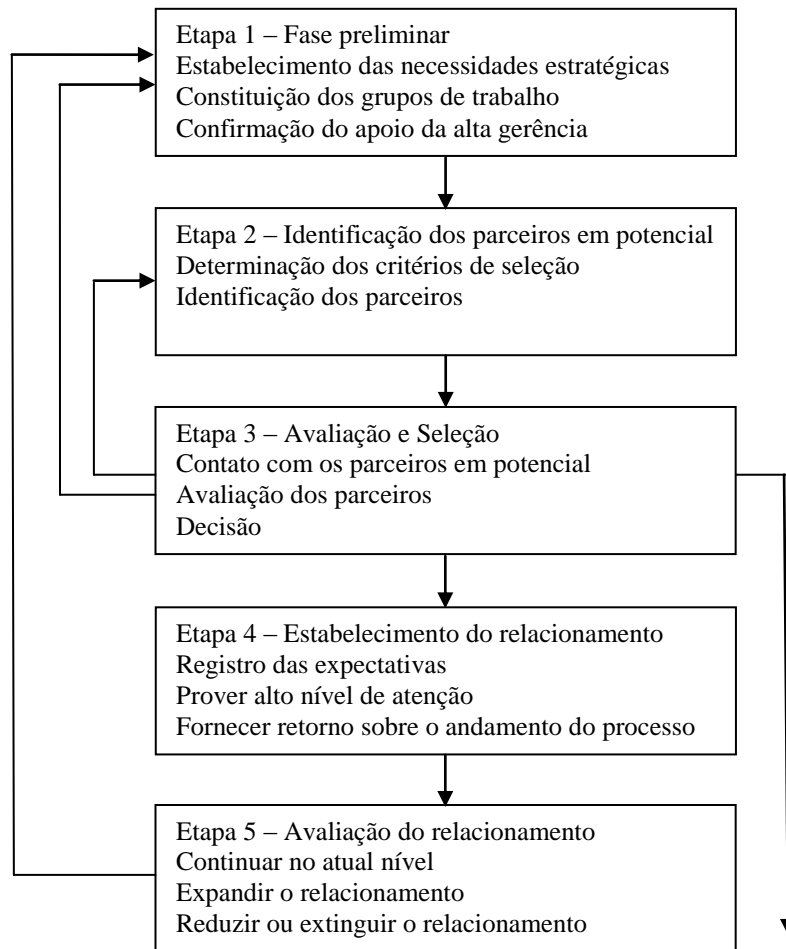 Etapa 1 – Fase preliminar
Estabelecimento das necessidades estratégicas
Constituição dos grupos de trabalho
Confirmação do apoio da alta gerência
Etapa 2 – Identificação dos parceiros em potencial
Determinação dos critérios de seleção
Identificação dos parceiros
Etapa 3 – Avaliação e Seleção
Contato com os parceiros em potencial
Avaliação dos parceiros
Decisão
Etapa 4 – Estabelecimento do relacionamento
Registro das expectativas
Prover alto nível de atenção
Fornecer retorno sobre o andamento do processo
Etapa 5 – Avaliação do relacionamento
Continuar no atual nível
Expandir o relacionamento
Reduzir ou extinguir o relacionamento